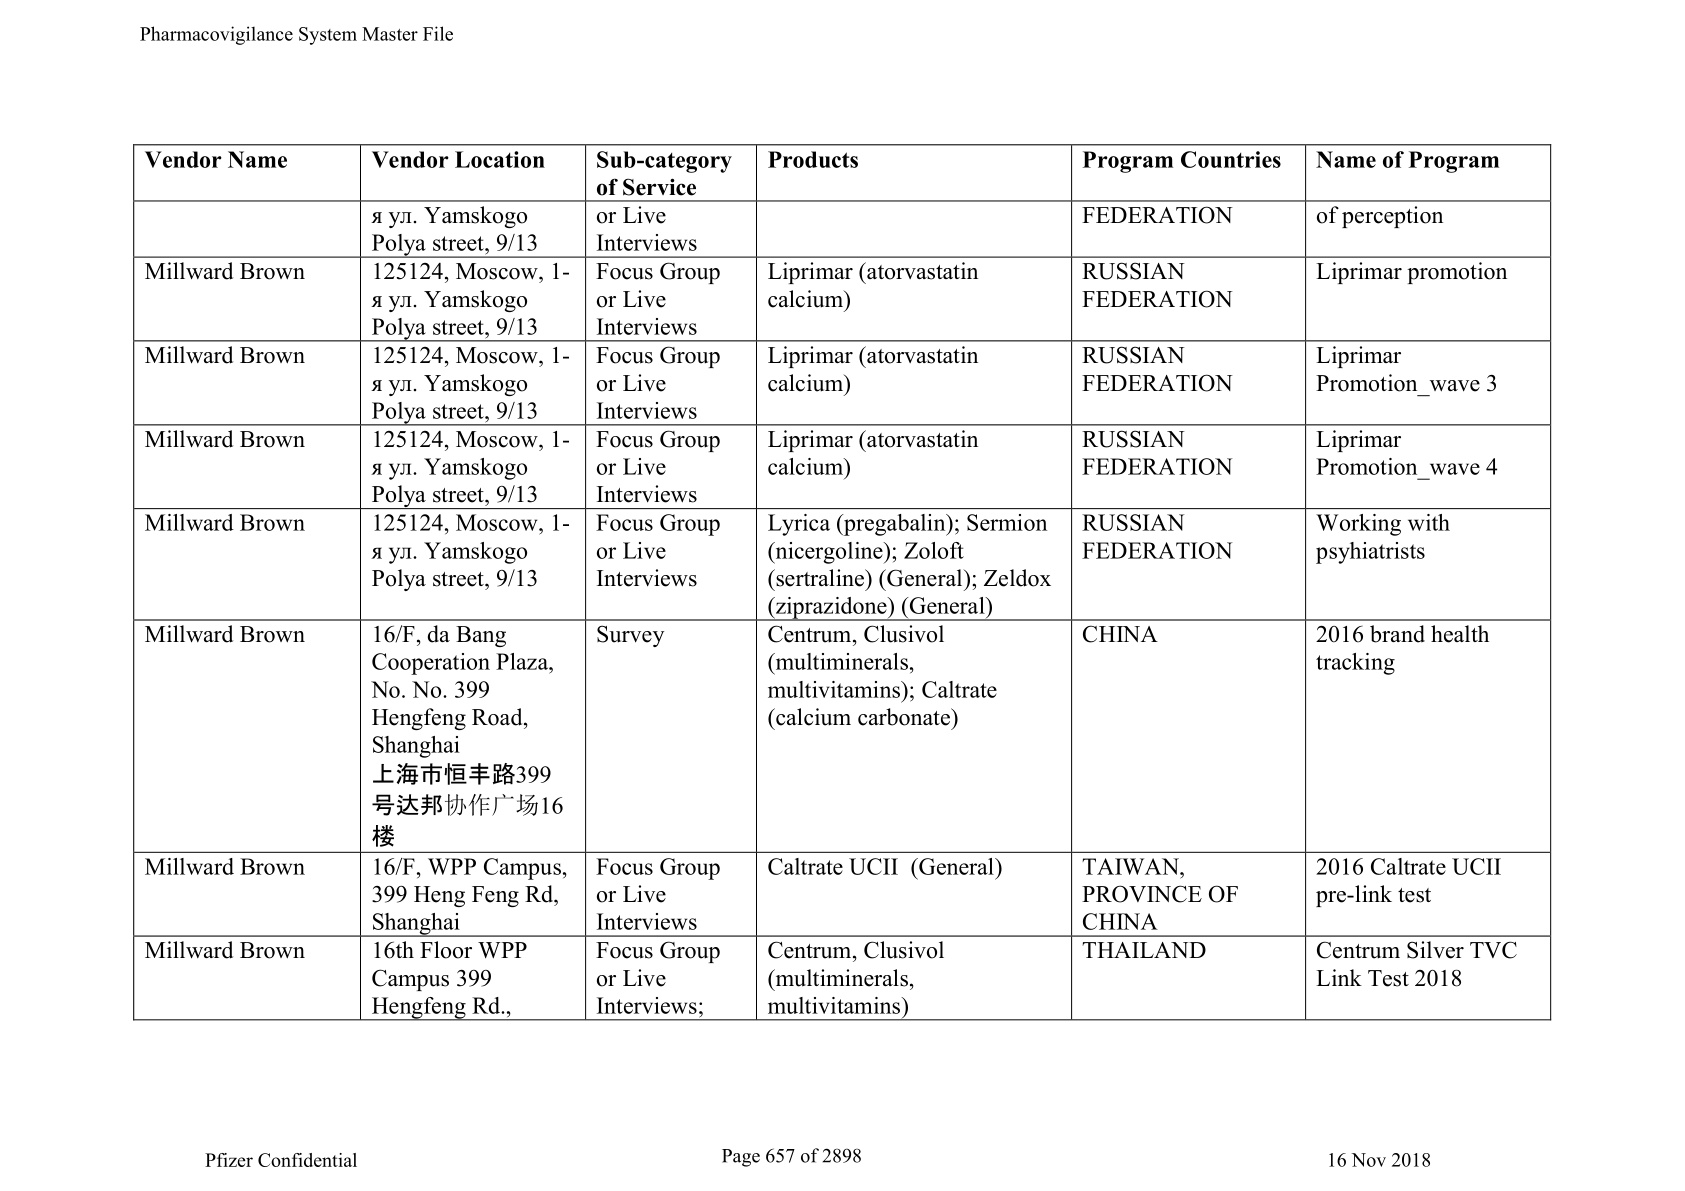 Pharmacovigilance System Master File
Vendor Name
Vendor Location
Sub-category
of Service
Products
Program Countries
Name of Program
я ул. Yamskogo
Polya street, 9/13
or Live
Interviews
FEDERATION
of perception
Millward Brown
125124, Moscow, 1-
я ул. Yamskogo
Polya street, 9/13
Focus Group
or Live
Interviews
Liprimar (atorvastatin
calcium)
RUSSIAN
FEDERATION
Liprimar promotion
Millward Brown
125124, Moscow, 1-
я ул. Yamskogo
Polya street, 9/13
Focus Group
or Live
Interviews
Liprimar (atorvastatin
calcium)
RUSSIAN
FEDERATION
Liprimar
Promotion_wave 3
Millward Brown
125124, Moscow, 1-
я ул. Yamskogo
Polya street, 9/13
Focus Group
or Live
Interviews
Liprimar (atorvastatin
calcium)
RUSSIAN
FEDERATION
Liprimar
Promotion_wave 4
Millward Brown
125124, Moscow, 1-
я ул. Yamskogo
Polya street, 9/13
Focus Group
or Live
Interviews
Lyrica (pregabalin); Sermion
(nicergoline); Zoloft
(sertraline) (General); Zeldox
(ziprazidone) (General)
RUSSIAN
FEDERATION
Working with
psyhiatrists
Millward Brown
16/F, da Bang
Cooperation Plaza,
No. No. 399
Hengfeng Road,
Shanghai
上海市恒丰路399
号达邦协作广场16
楼
Survey
Centrum, Clusivol
(multiminerals,
multivitamins); Caltrate
(calcium carbonate)
CHINA
2016 brand health
tracking
Millward Brown
16/F, WPP Campus,
399 Heng Feng Rd,
Shanghai
Focus Group
or Live
Interviews
Caltrate UCII  (General)
TAIWAN,
PROVINCE OF
CHINA
2016 Caltrate UCII
pre-link test
Millward Brown
16th Floor WPP
Campus 399
Hengfeng Rd.,
Focus Group
or Live
Interviews;
Centrum, Clusivol
(multiminerals,
multivitamins)
THAILAND
Centrum Silver TVC
Link Test 2018
Pfizer Confidential
Page 657 of 2898
16 Nov 2018